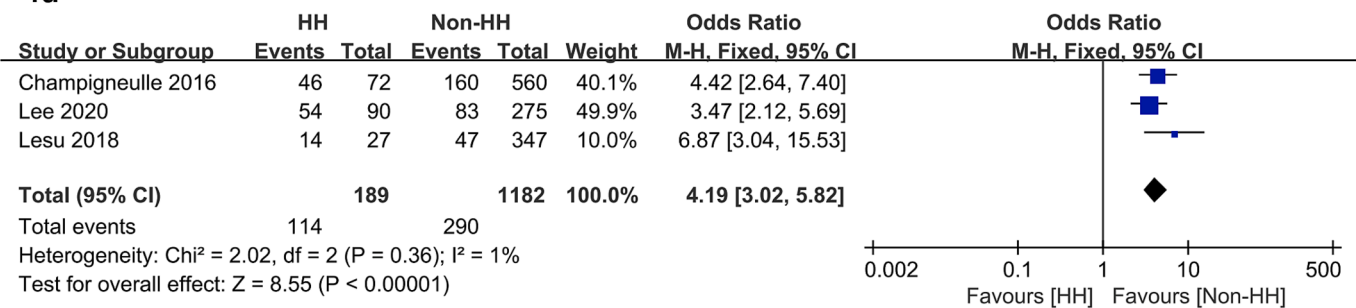 HH Non-HH Odds Ratio Odds Ratio
Study or Subgroup Events Total Events Total Weight M-H, Fixed, 95% CI M-H, Fixed, 95% CI
Champigneulle 2016 46 72 160 560 40.1% 4.42 [2.64, 7.40]
Lee 2020 54 90 83 275 49.9% 3.47 [2.12, 5.69]
Lesu 2018 14 27 47 347 10.0% 6.87 [3.04, 15.53]
Total (95% CI) 189 1182 100.0% 4.19 [3.02, 5.82]
Total events 114 290
Heterogeneity: Chi² = 2.02, df = 2 (P = 0.36); I² = 1%
Test for overall effect: Z = 8.55 (P < 0.00001)
0.002 0.1 1 10 500
Favours [HH] Favours [Non-HH]